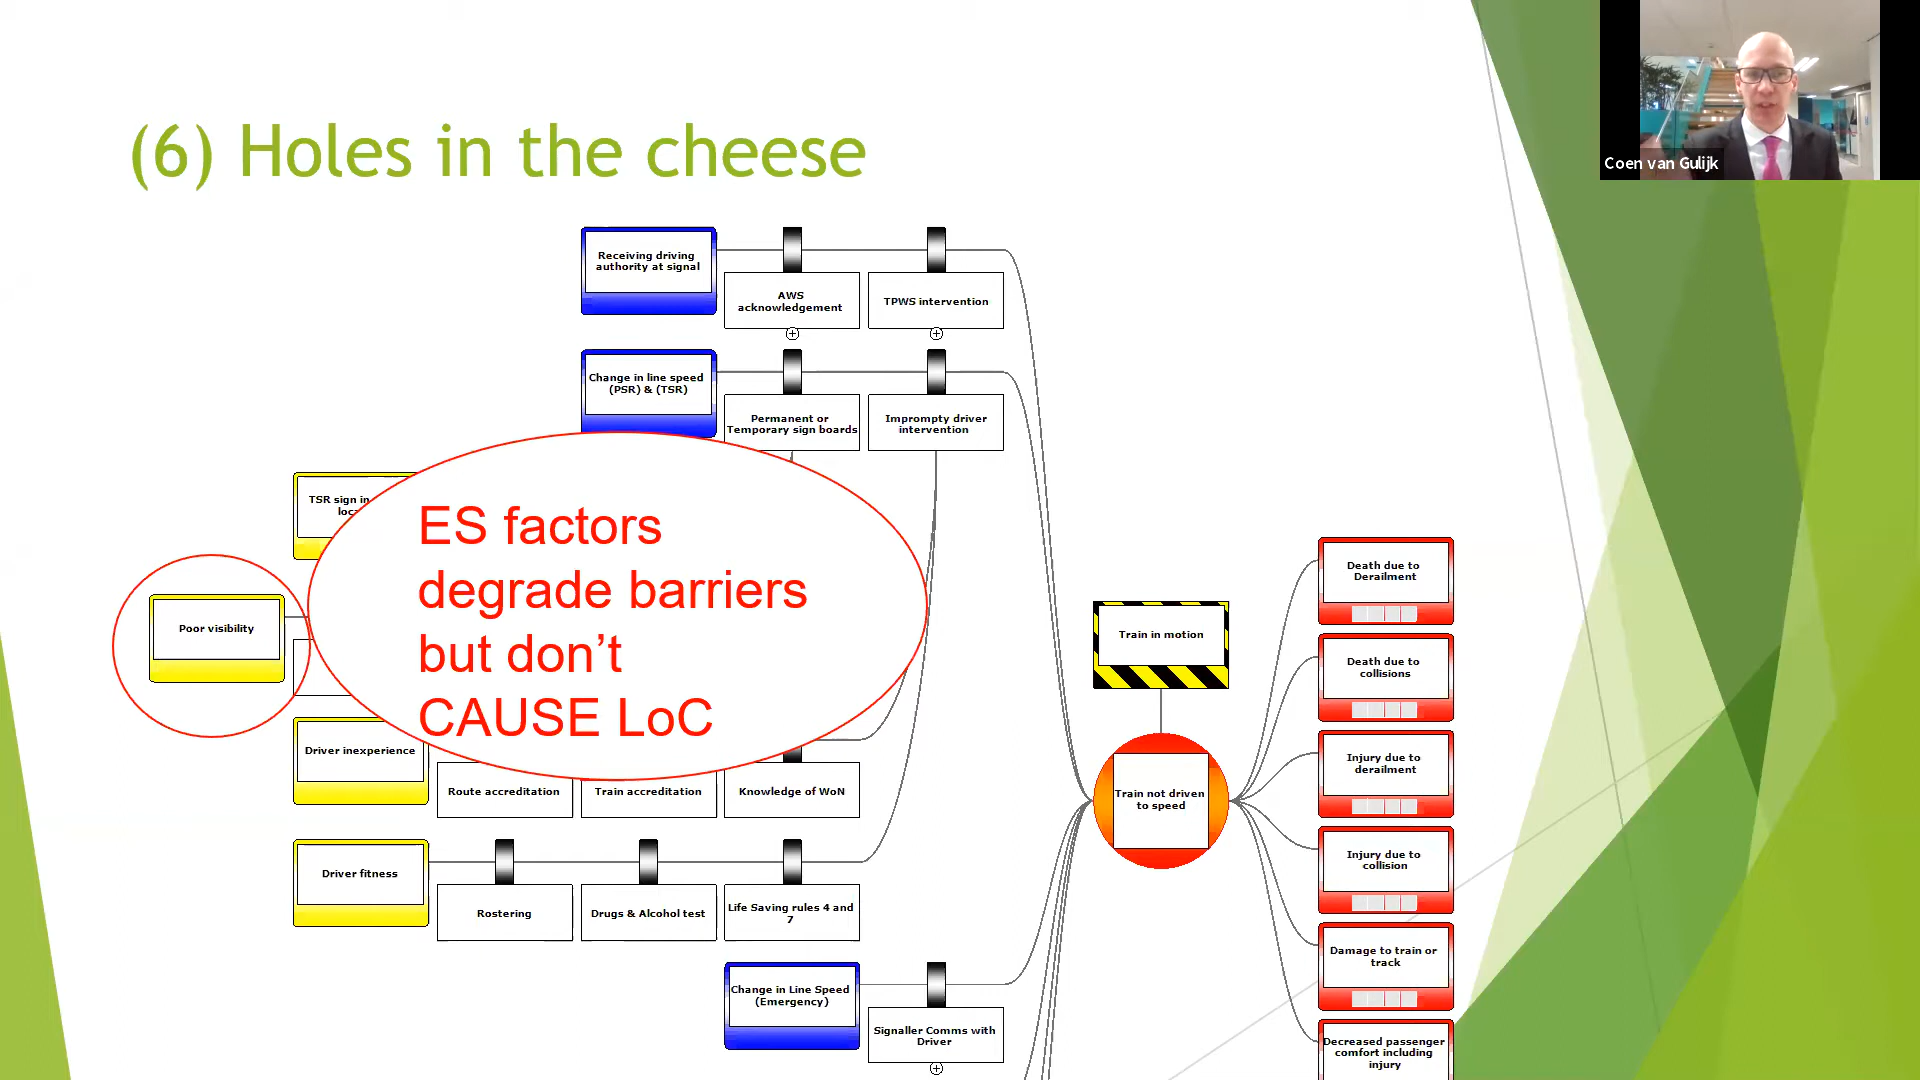 (6) Holes in the cheese
Coen van Gulijk
Receiving driving
authority at signal
AWS
acknowledgement
TPWS intervention
Change in line speed
(PSR) & (TSR)
Permanent or
Temporary sign boards
Imprompty driver
intervention
TSR sign in
ES factors
degrade barriers
but don’t
CAUSE LoC
Poor visibility
Driver inexperience
Route accreditation
Train accreditation
Knowledge of WoN
Driver fitness
Rostering
Drugs & Alcohol test
Life Saving rules 4 and
7
Change in Line Speed
(Emergency)
Signaller Comms with
Driver
Train in motion
Train not driven
to speed
Death due to
Derailment
Death due to
collisions
Injury due to
derailment
Injury due to
collision
Damage to train or
track
Decreased passenger
comfort including
injury